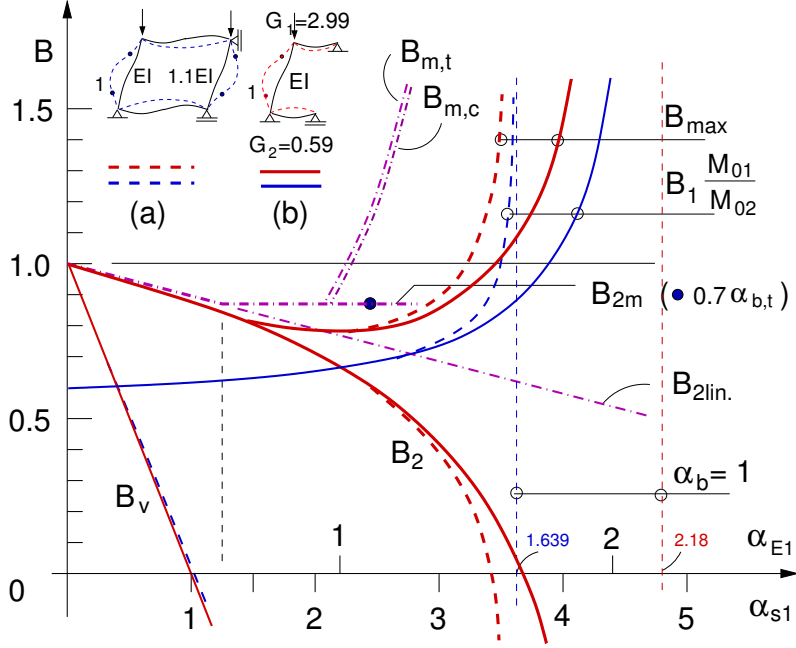 G1=2.99
B
Bm,t
1
EI
1.1EI
EI
Bm,c
1
1.5
G2=0.59
Bmax
B1 M01/M02
(a)
(b)
1.0
B2m ( 0.7αb,t)
B2lin.
0.5
B2
Bv
αb= 1
1
1.639
2
2.18
αE1
0
1
2
3
4
5
αs1